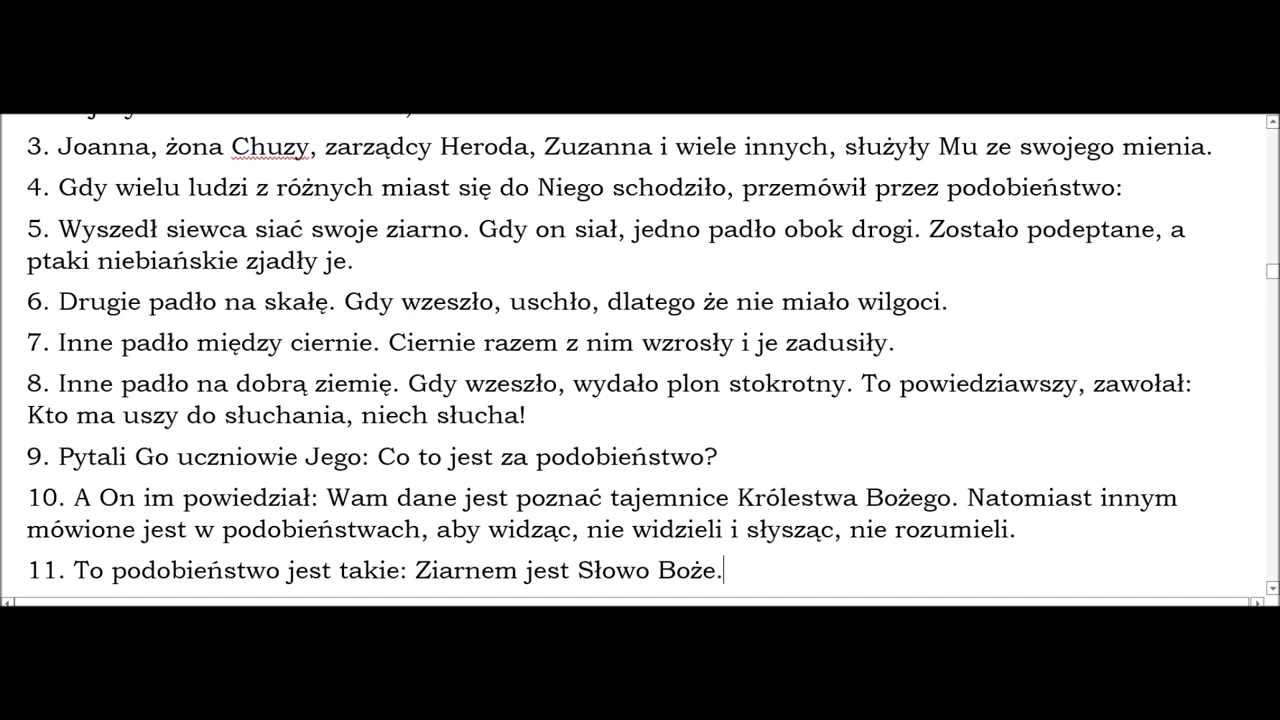 3. Joanna, żona Chuzy, zarządcy Heroda, Zuzanna i wiele innych, służyły Mu ze swojego mienia.
4. Gdy wielu ludzi z różnych miast się do Niego schodziło, przemówił przez podobieństwo:
5. Wyszedł siewca siać swoje ziarno. Gdy on siał, jedno padło obok drogi. Zostało podeptane, a
ptaki niebiańskie zjadły je.
6. Drugie padło na skałę. Gdy wzeszło, uschło, dlatego że nie miało wilgoci.
7. Inne padło między ciernie. Ciernie razem z nim wzrosły i je zadusiły.
8. Inne padło na dobrą ziemię. Gdy wzeszło, wydało plon stokrotny. To powiedziawszy, zawołał:
Kto ma uszy do słuchania, niech słucha!
9. Pytali Go uczniowie Jego: Co to jest za podobieństwo?
10. A On im powiedział: Wam dane jest poznać tajemnice Królestwa Bożego. Natomiast innym
mówione jest w podobieństwach, aby widząc, nie widzieli i słysząc, nie rozumieli.
11. To podobieństwo jest takie: Ziarnem jest Słowo Boże.